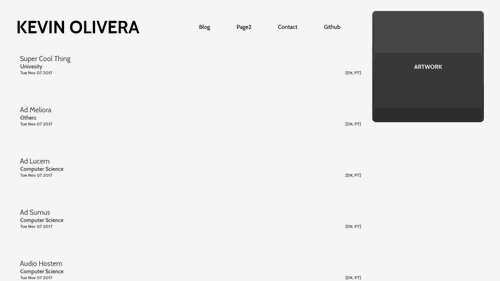 KEVIN OLIVERA
Blog Page2 Contact Github
ARTWORK
Super Cool Thing
Univesity
Tue Nov 07 2017 [EN, PT]
Ad Meliora
Others
Tue Nov 07 2017 [EN, PT]
Ad Lucem
Computer Science
Tue Nov 07 2017 [EN, PT]
Ad Sumus
Computer Science
Tue Nov 07 2017 [EN, PT]
Audio Hostem
Computer Science
Tue Nov 07 2017 [EN, PT]